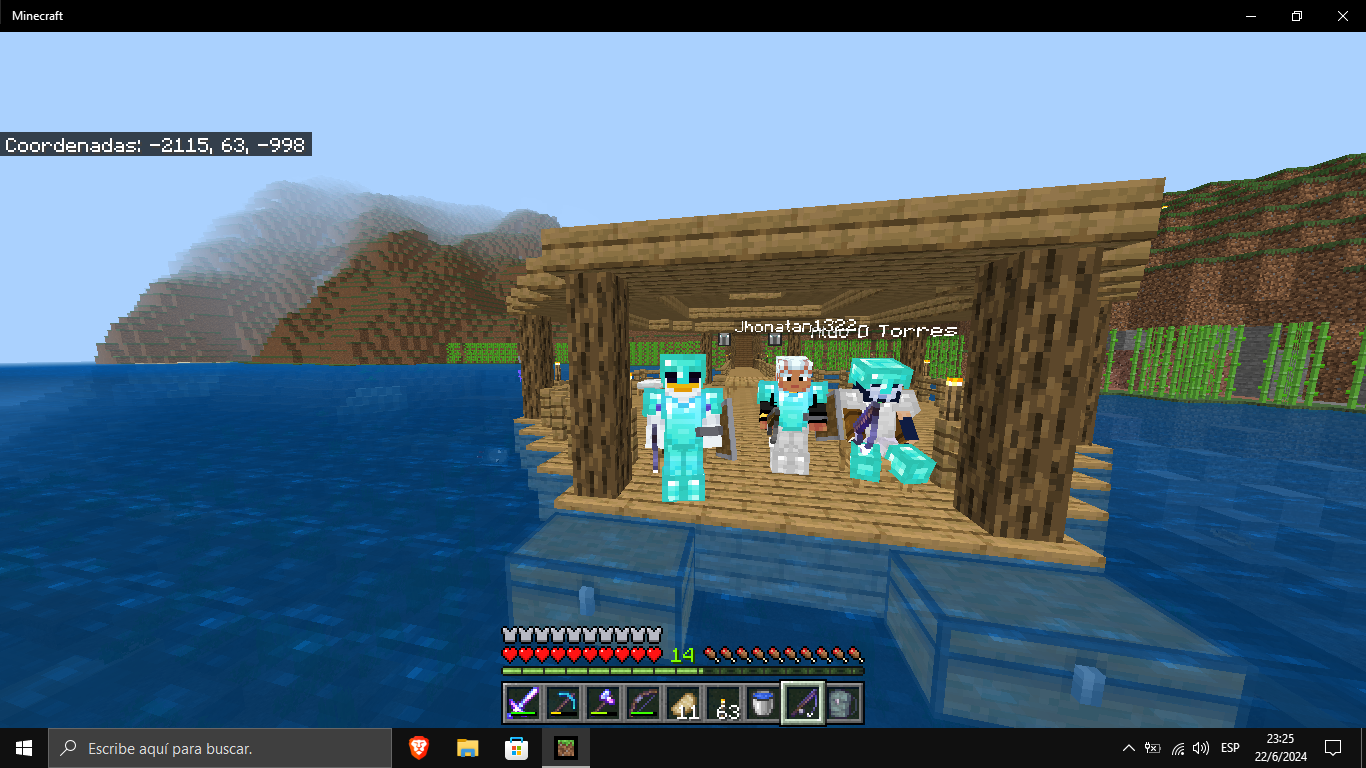 Minecraft
Coordenadas: -2115, 63, -998
Jhonatan1322
Torres
14
11
63
Escribe aquí para buscar.
ESP
23:25
22/6/2024